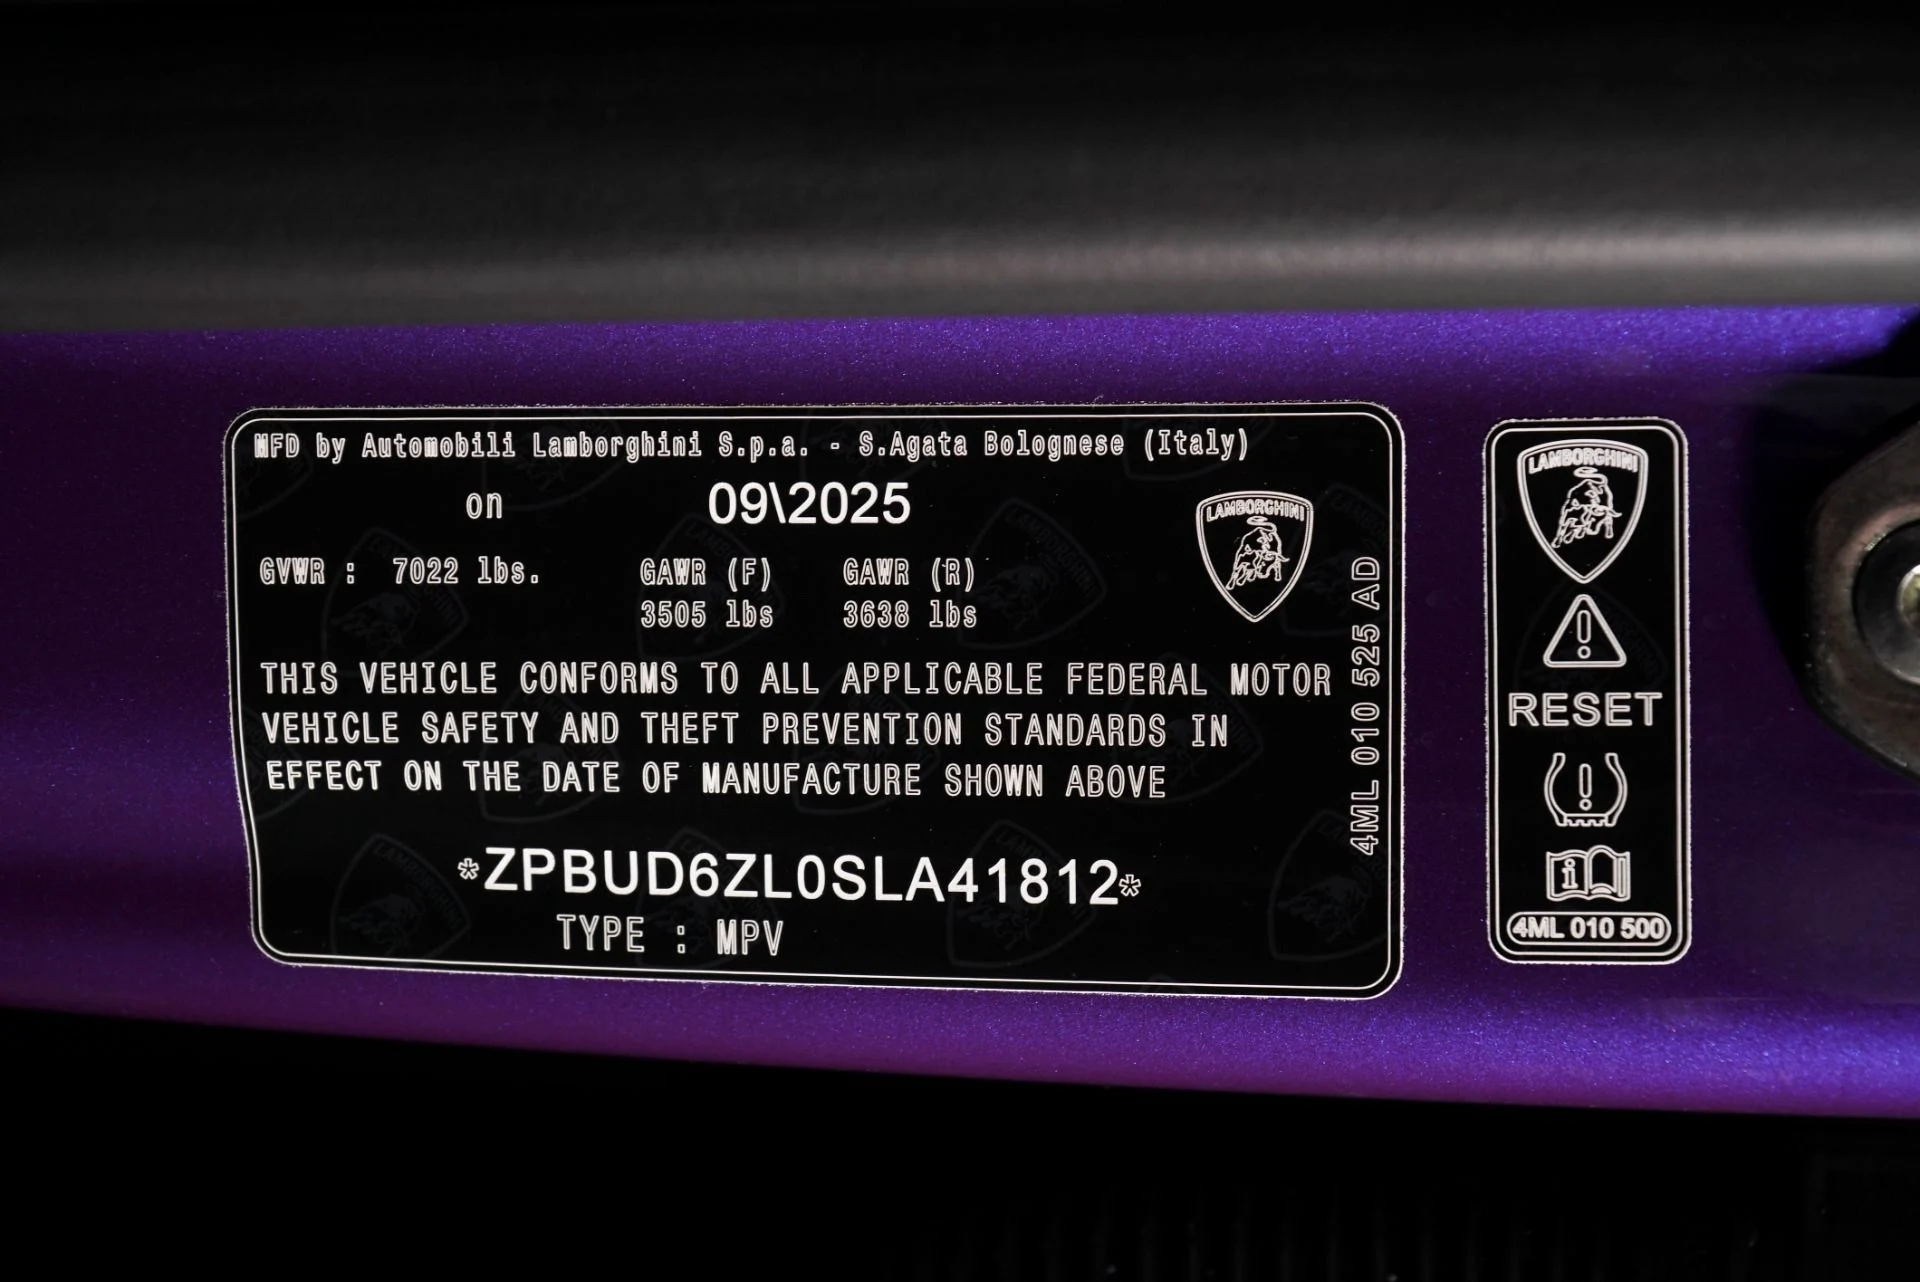 MFD by Automobili Lamborghini S.p.a. - S.Agata Bolognese (Italy)
on 09\2025
GVWR : 7022 lbs. GAWR (F) GAWR (R)
3505 lbs 3638 lbs
LAMBORGHINI
THIS VEHICLE CONFORMS TO ALL APPLICABLE FEDERAL MOTOR
VEHICLE SAFETY AND THEFT PREVENTION STANDARDS IN
EFFECT ON THE DATE OF MANUFACTURE SHOWN ABOVE
*ZPBUD6ZL0SLA41812*
TYPE : MPV
4ML 010 525 AD
LAMBORGHINI
RESET
4ML 010 500